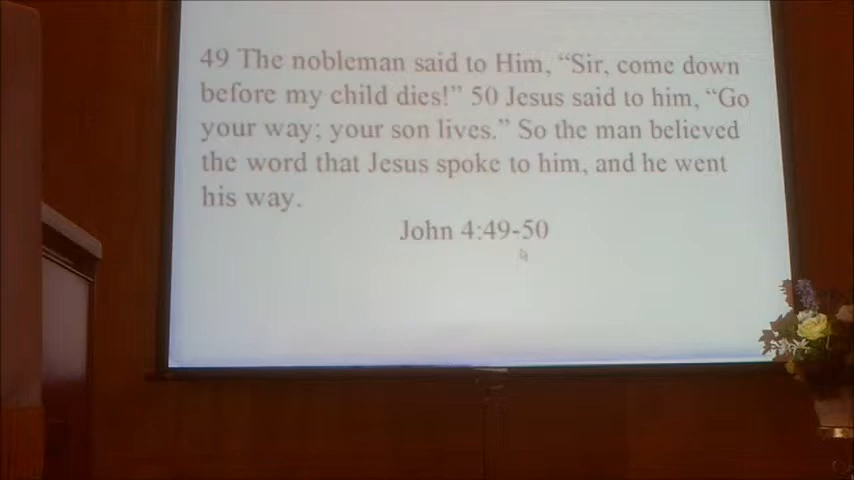 49 The nobleman said to Him, “Sir, come down
before my child dies!” 50 Jesus said to him, “Go
your way; your son lives.” So the man believed
the word that Jesus spoke to him, and he went
his way.
John 4:49-50